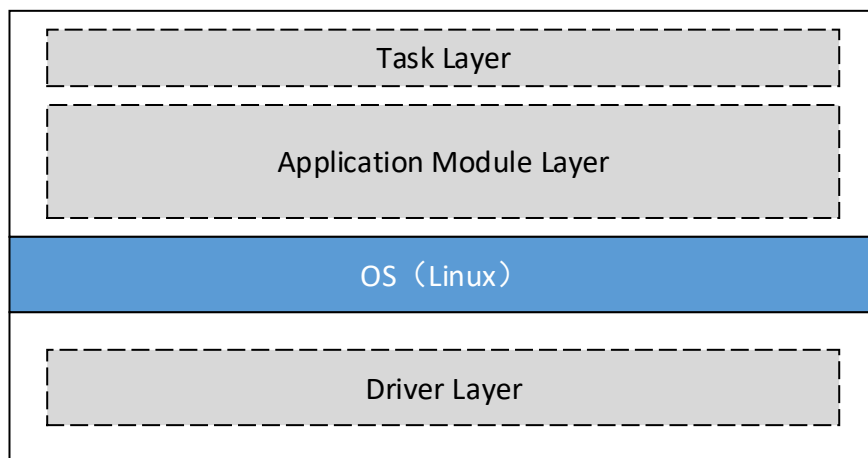 Task Layer
Application Module Layer
OS（Linux）
Driver Layer